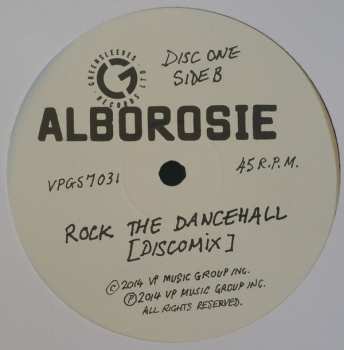 GREENSLEEVES
RECORDS LTD
DISC ONE
SIDE B
ALBOROSIE
VPGS7031
45 R.P.M.
ROCK THE DANCEHALL
[DISCOMIX]
©2014 VP MUSIC GROUP INC.
℗2014 VP MUSIC GROUP INC.
ALL RIGHTS RESERVED.